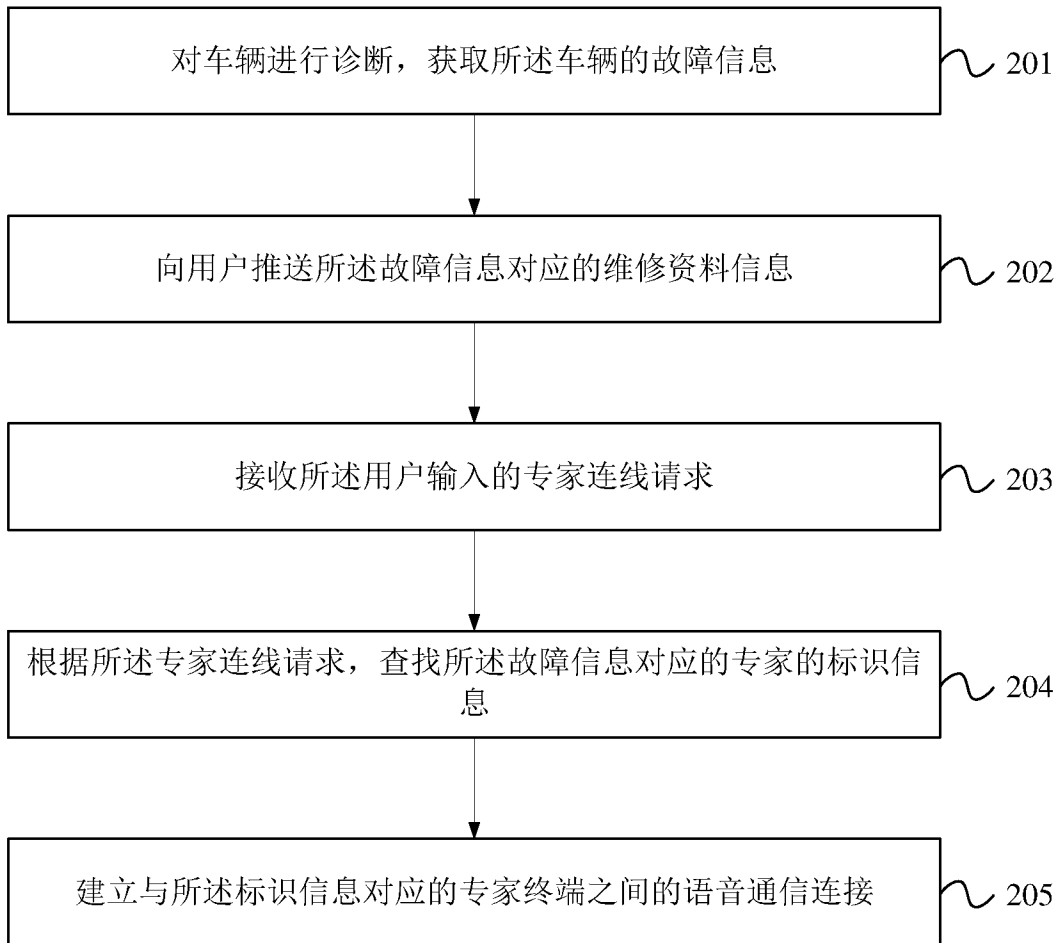 对车辆进行诊断，获取所述车辆的故障信息
201
向用户推送所述故障信息对应的维修资料信息
202
接收所述用户输入的专家连线请求
203
根据所述专家连线请求，查找所述故障信息对应的专家的标识信
息
204
建立与所述标识信息对应的专家终端之间的语音通信连接
205